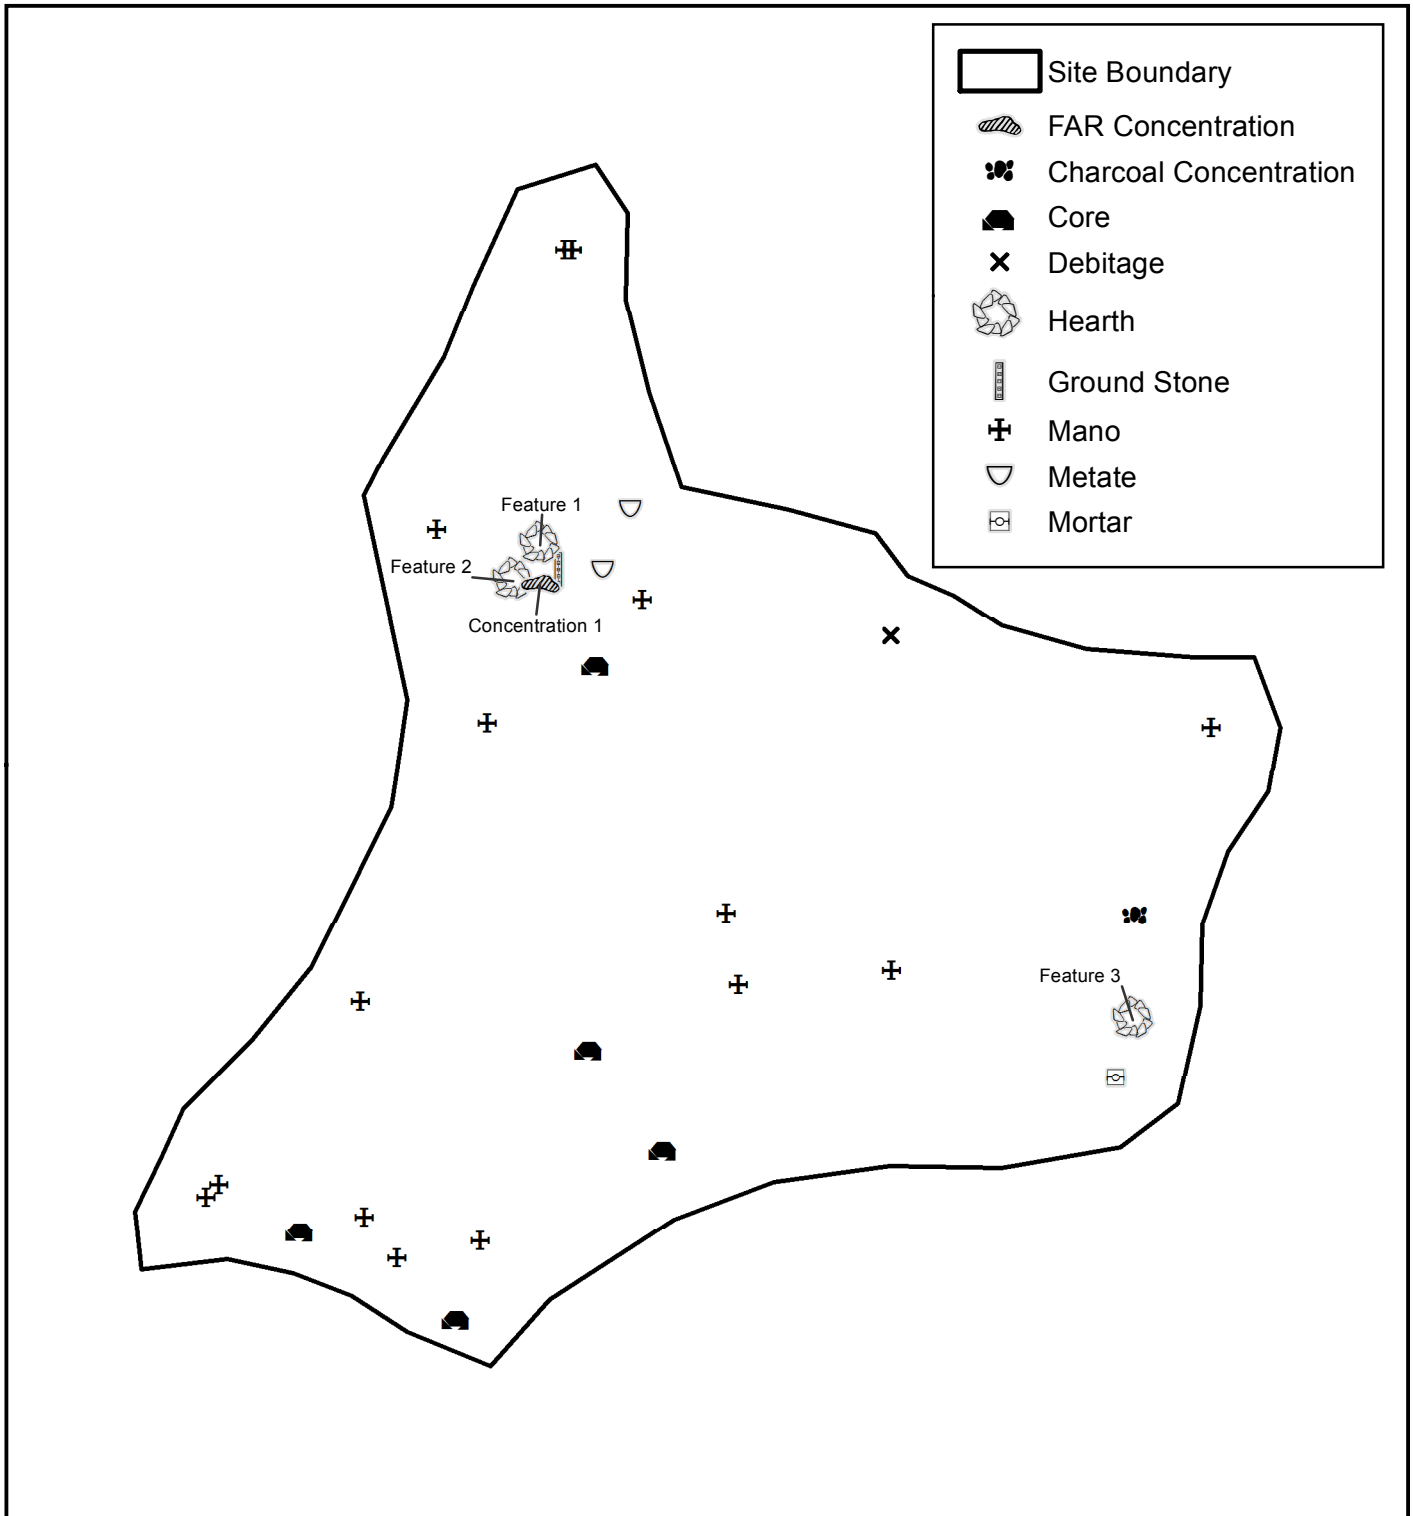 Site Boundary
FAR Concentration
Charcoal Concentration
Core
Debitage
Hearth
Ground Stone
Mano
Metate
Mortar
Feature 1
Feature 2
Concentration 1
Feature 3